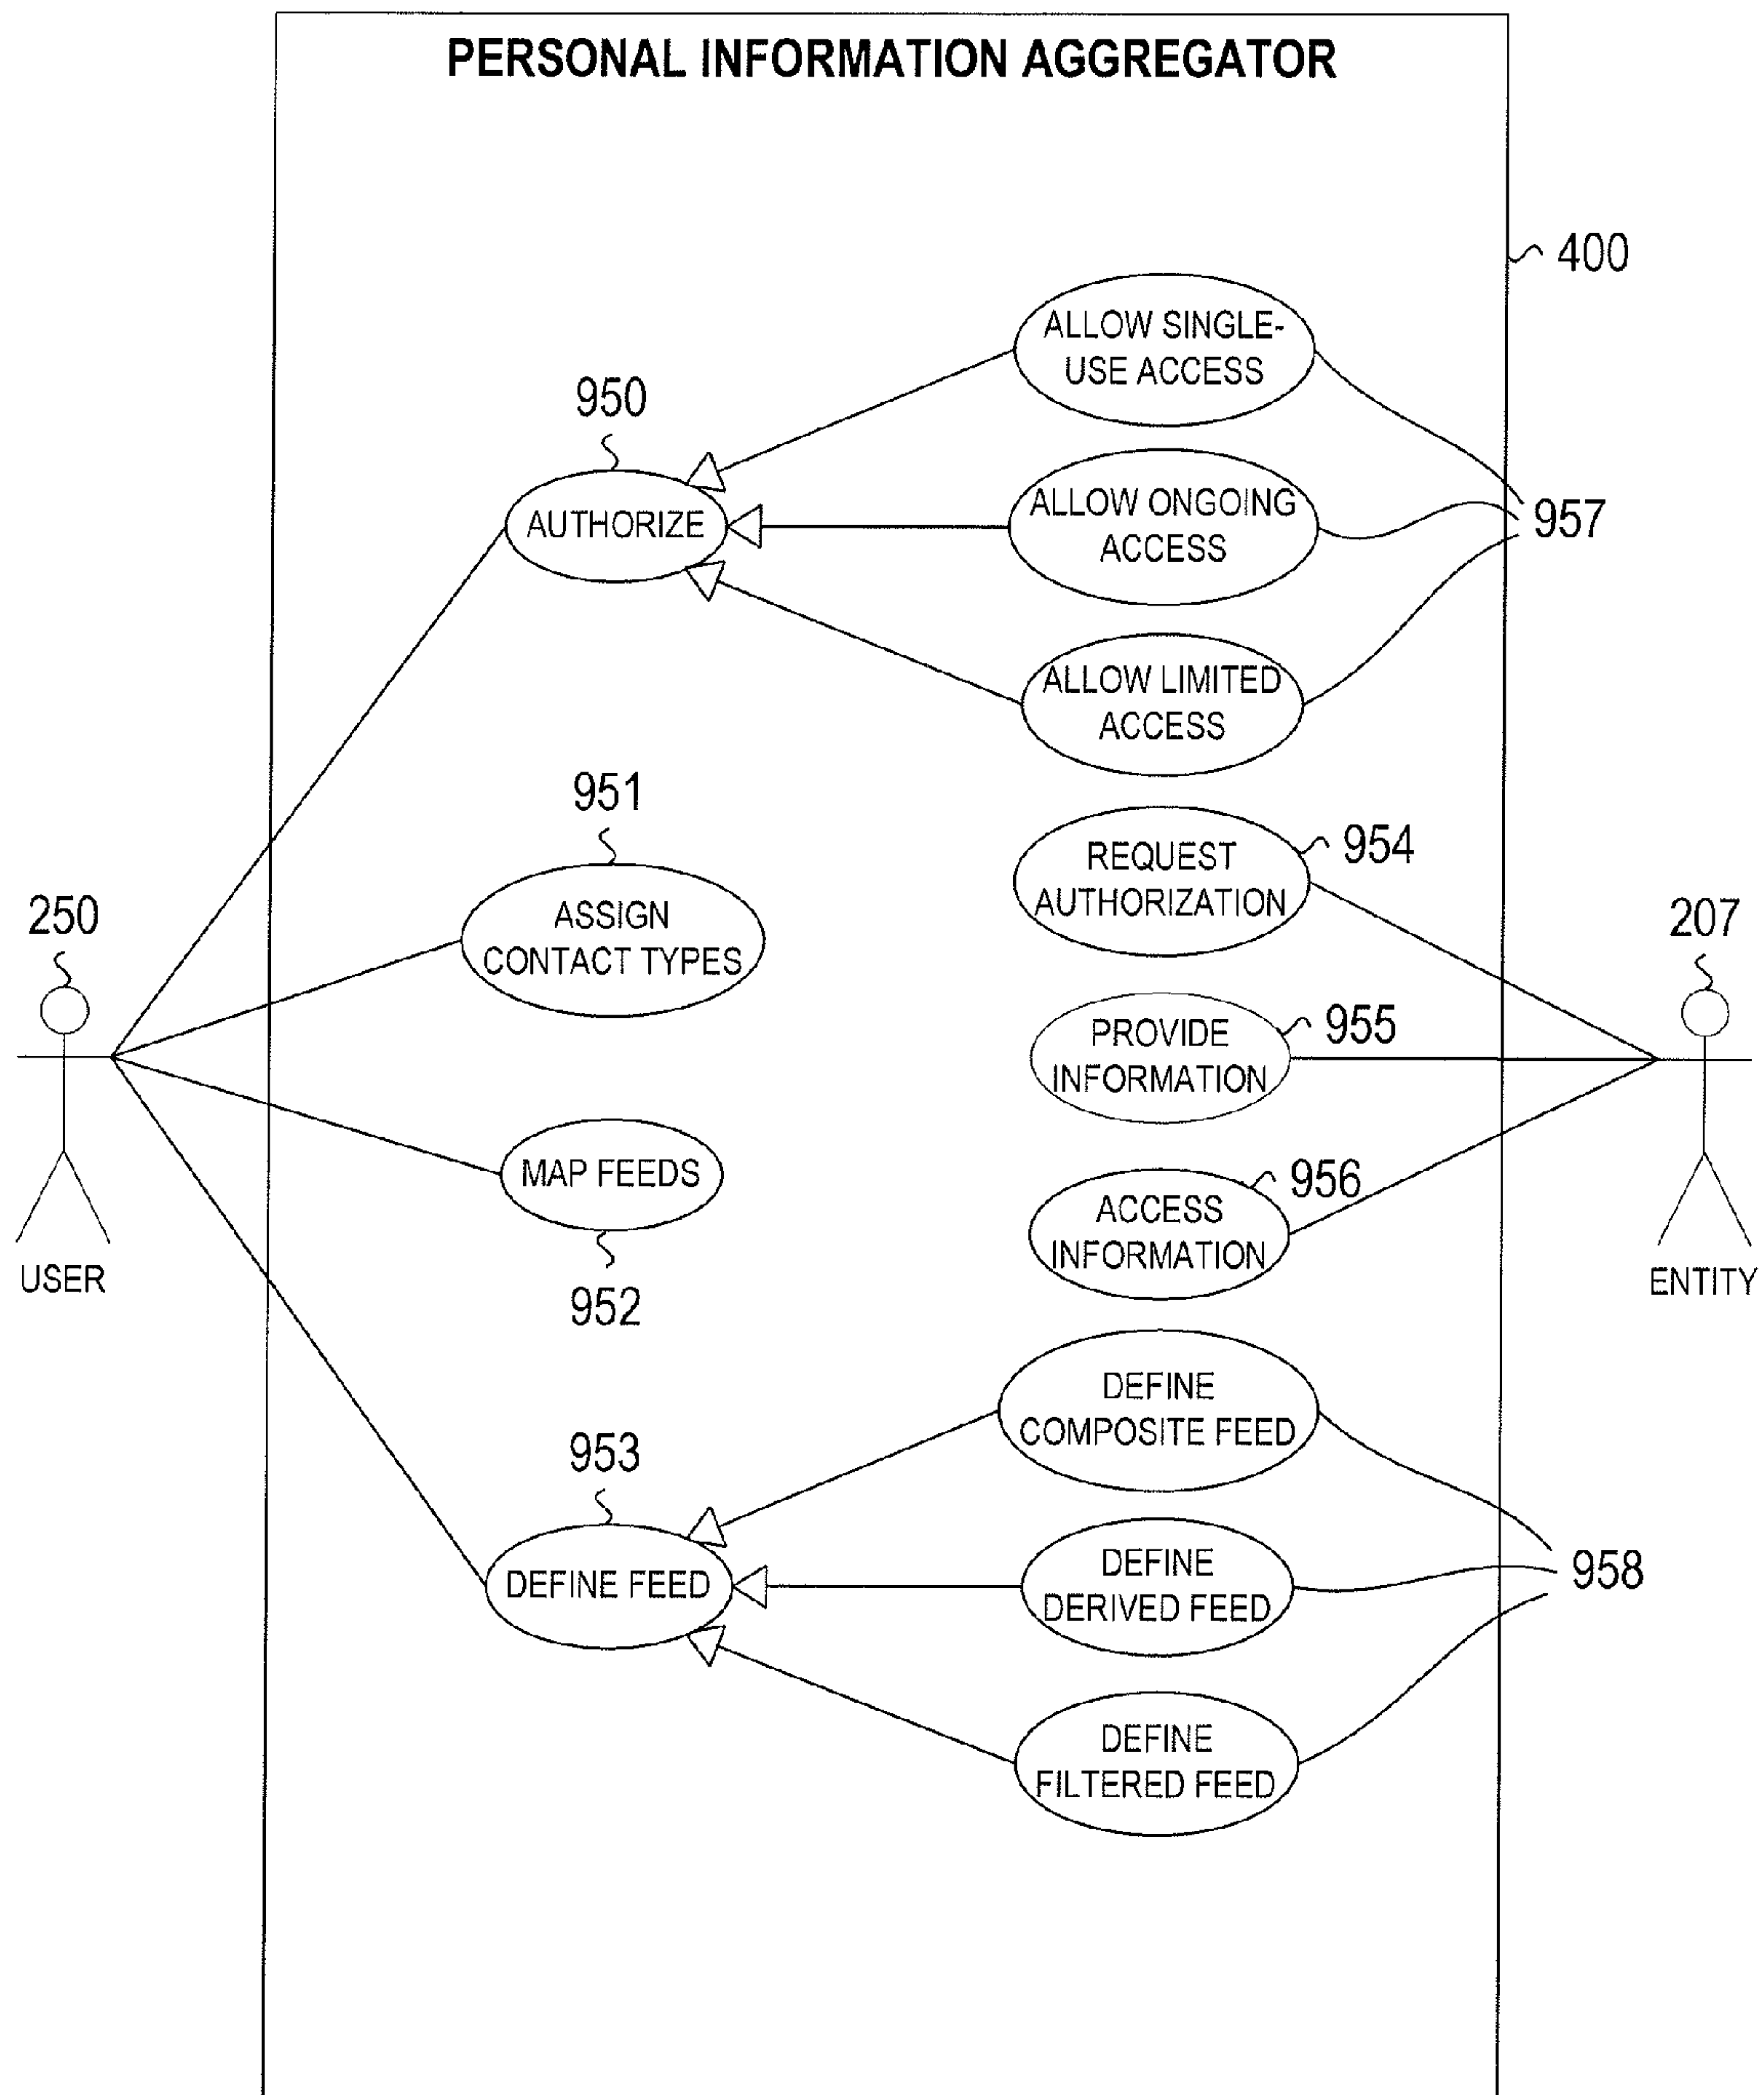 PERSONAL INFORMATION AGGREGATOR
400
ALLOW SINGLE-
USE ACCESS
950
AUTHORIZE
ALLOW ONGOING
ACCESS
957
ALLOW LIMITED
ACCESS
951
ASSIGN
CONTACT TYPES
REQUEST
AUTHORIZATION
954
250
USER
207
ENTITY
PROVIDE
INFORMATION
955
MAP FEEDS
952
ACCESS
INFORMATION
956
DEFINE
COMPOSITE FEED
953
DEFINE FEED
DEFINE
DERIVED FEED
958
DEFINE
FILTERED FEED